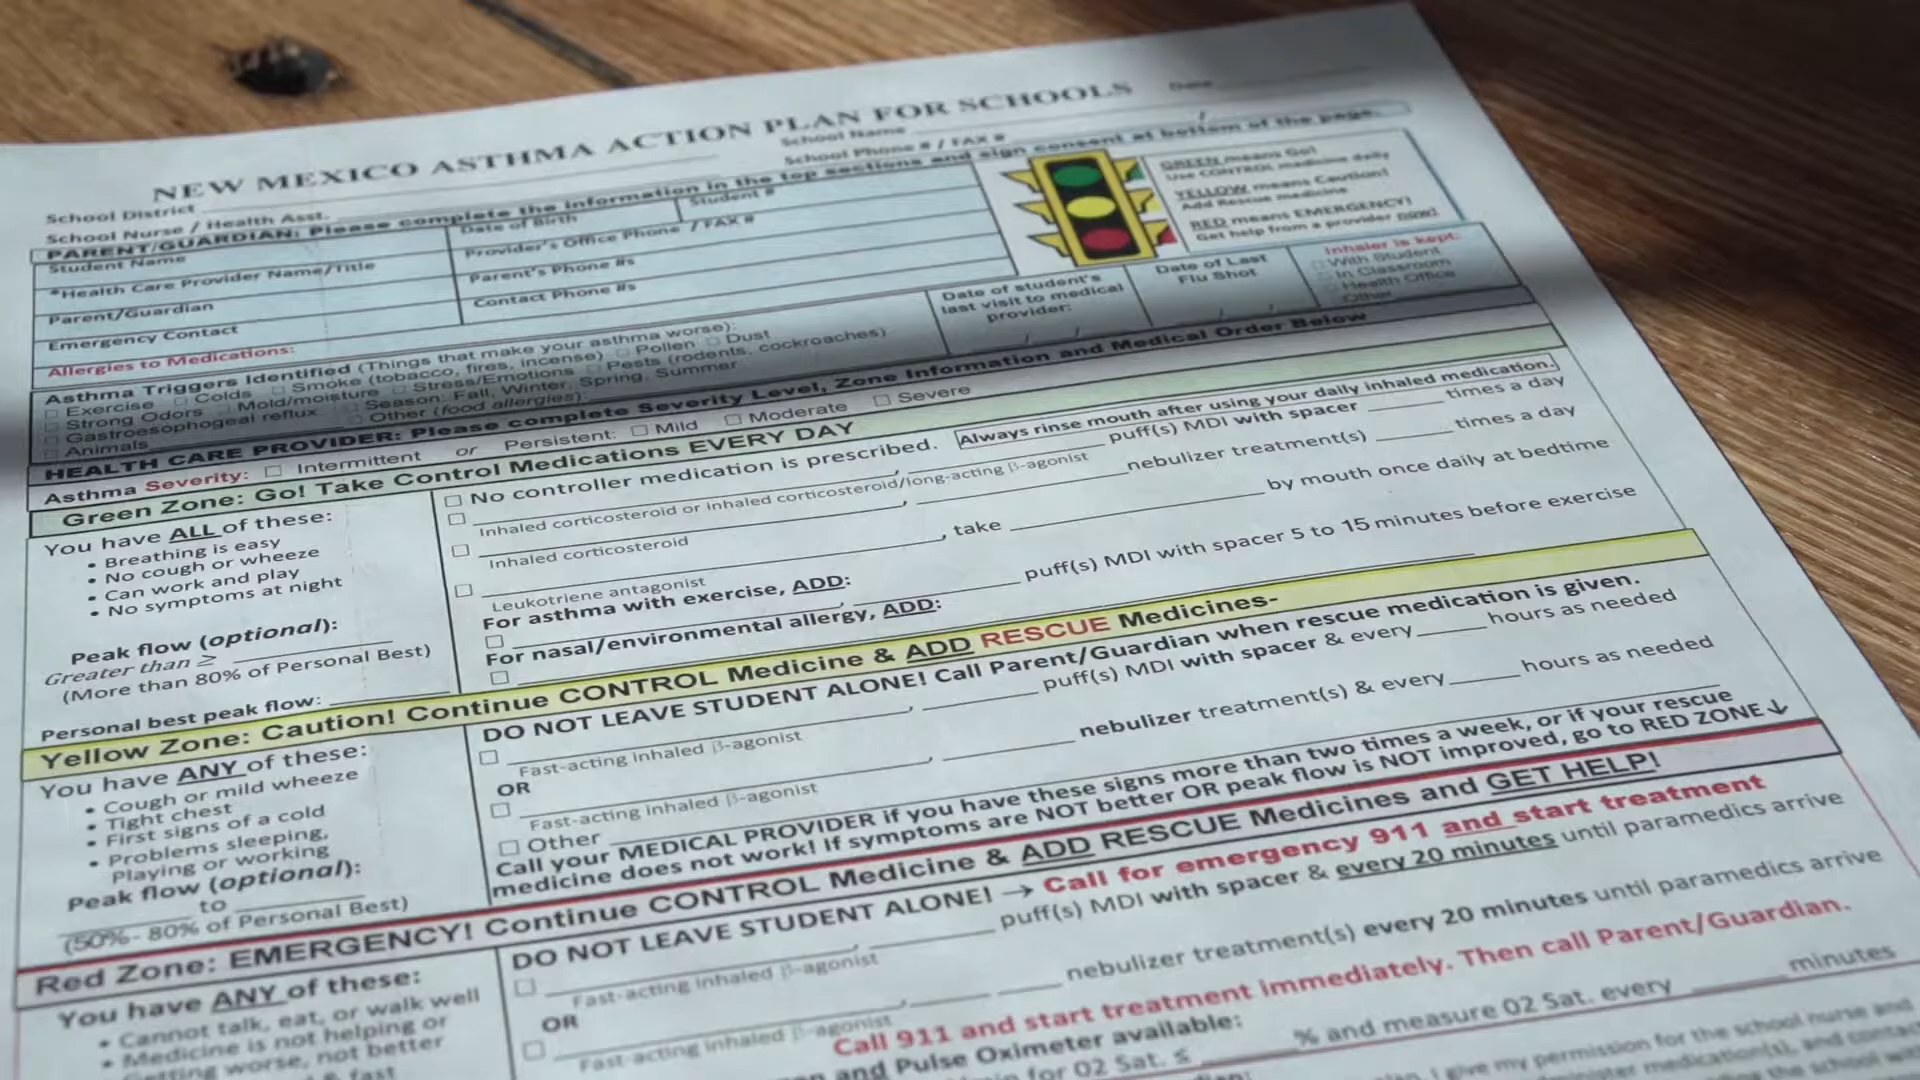 NEW MEXICO ASTHMA ACTION PLAN FOR SCHOOLS
Date
School District
School Name
School Nurse / Health Asst.
School Phone # / FAX #
PARENT/GUARDIAN: Please complete the information in the top sections and sign consent at bottom of the page.
Student Name
Date of Birth
Student #
*Health Care Provider Name/Title
Provider's Office Phone / FAX #
Parent/Guardian
Parent's Phone #s
Emergency Contact
Contact Phone #s
GREEN means Go!
Use CONTROL medicine daily
YELLOW means Caution!
Add Rescue medicine
RED means EMERGENCY!
Get help from a provider now!
Allergies to Medications:
Date of student's
last visit to medical
provider:
/ /
Date of Last
Flu Shot
/ /
Inhaler is kept:
With Student
In Classroom
Health Office
Other
Asthma Triggers Identified (Things that make your asthma worse):
Exercise Colds Smoke (tobacco, fires, incense) Pollen Dust
Strong Odors Mold/moisture Stress/Emotions Pests (rodents, cockroaches)
Gastroesophogeal reflux Season: Fall, Winter, Spring, Summer
Animals Other (food allergies):
HEALTH CARE PROVIDER: Please complete Severity Level, Zone Information and Medical Order Below
Asthma Severity: Intermittent or Persistent: Mild Moderate Severe
Green Zone: Go! Take Control Medications EVERY DAY
You have ALL of these:
• Breathing is easy
• No cough or wheeze
• Can work and play
• No symptoms at night
Peak flow (optional):
Greater than ≥
(More than 80% of Personal Best)
Personal best peak flow:
No controller medication is prescribed.
Always rinse mouth after using your daily inhaled medication.
, puff(s) MDI with spacer times a day
Inhaled corticosteroid or inhaled corticosteroid/long-acting β-agonist
, nebulizer treatment(s) times a day
Inhaled corticosteroid
, take by mouth once daily at bedtime
Leukotriene antagonist
For asthma with exercise, ADD:
, puff(s) MDI with spacer 5 to 15 minutes before exercise
For nasal/environmental allergy, ADD:
Yellow Zone: Caution! Continue CONTROL Medicine & ADD RESCUE Medicines-
You have ANY of these:
• Cough or mild wheeze
• Tight chest
• First signs of a cold
• Problems sleeping,
Playing or working
Peak flow (optional):
to
(50% - 80% of Personal Best)
DO NOT LEAVE STUDENT ALONE! Call Parent/Guardian when rescue medication is given.
, puff(s) MDI with spacer & every hours as needed
Fast-acting inhaled β-agonist
OR
, nebulizer treatment(s) & every hours as needed
Fast-acting inhaled β-agonist
Other
Call your MEDICAL PROVIDER if you have these signs more than two times a week, or if your rescue
medicine does not work! If symptoms are NOT better OR peak flow is NOT improved, go to RED ZONE ↓
Red Zone: EMERGENCY! Continue CONTROL Medicine & ADD RESCUE Medicines and GET HELP!
You have ANY of these:
• Cannot talk, eat, or walk well
• Medicine is not helping or
• Getting worse, not better
& fast
DO NOT LEAVE STUDENT ALONE! → Call for emergency 911 and start treatment
, puff(s) MDI with spacer & every 20 minutes until paramedics arrive
Fast-acting inhaled β-agonist
OR
, nebulizer treatment(s) every 20 minutes until paramedics arrive
Fast-acting inhaled β-agonist
Call 911 and start treatment immediately. Then call Parent/Guardian.
and Pulse Oximeter available:
for 02 Sat. ≤ % and measure 02 Sat. every minutes
I give my permission for the school nurse and
medication(s), and contact
the school